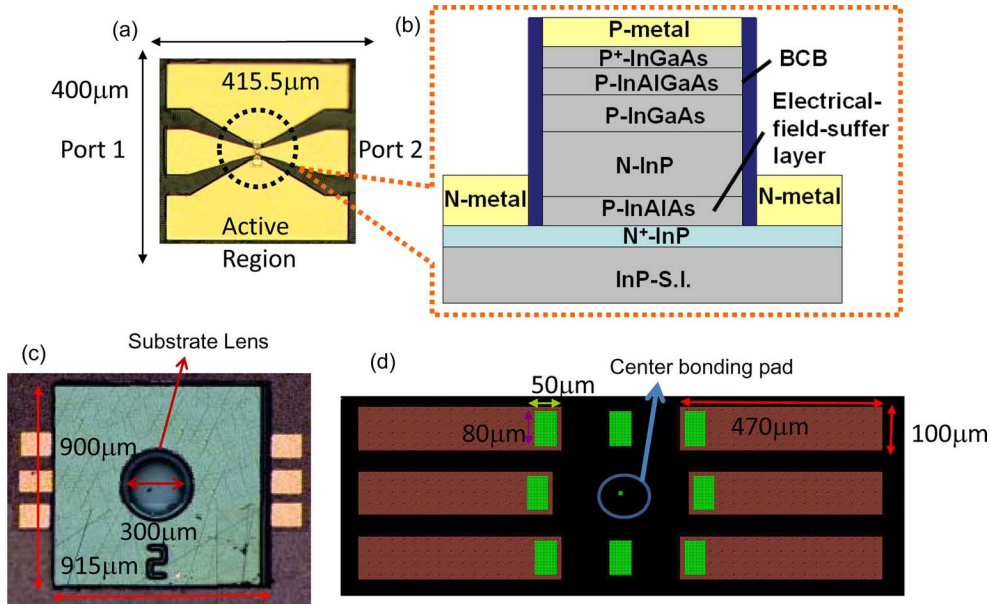 (a)
415.5μm
400μm
Port 1
Port 2
Active
Region
(b)
P-metal
P⁺-InGaAs
P-InAlGaAs
P-InGaAs
N-InP
P-InAlAs
N-metal
N-metal
N⁺-InP
InP-S.I.
BCB
Electrical-
field-suffer
layer
(c)
Substrate Lens
900μm
300μm
2
915μm
(d)
Center bonding pad
50μm
80μm
470μm
100μm